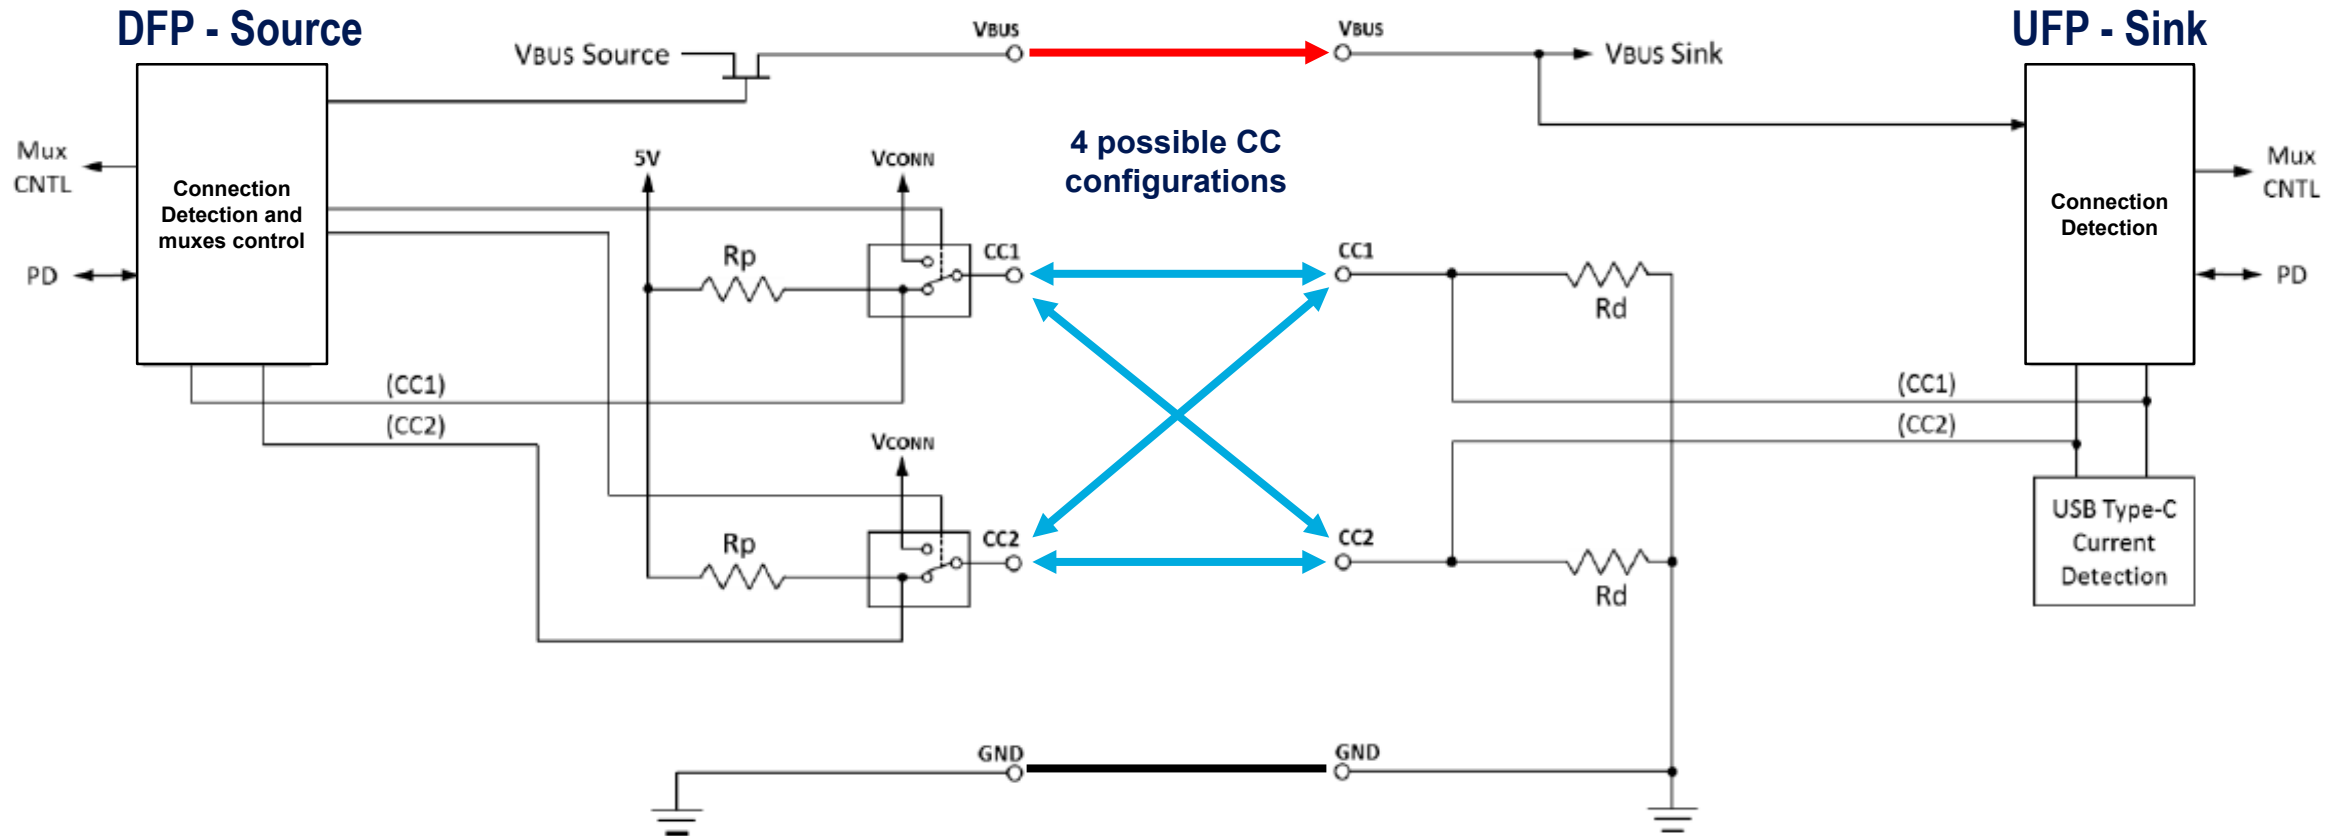 DFP - Source
UFP - Sink
VBUS Source
VBUS
VBUS
VBUS Sink
4 possible CC
configurations
Mux
CNTL
PD
Connection
Detection and
muxes control
5V
VCONN
Rp
CC1
CC1
Rd
Connection
Detection
Mux
CNTL
PD
(CC1)
(CC2)
(CC1)
(CC2)
VCONN
Rp
CC2
CC2
Rd
USB Type-C
Current
Detection
GND
GND